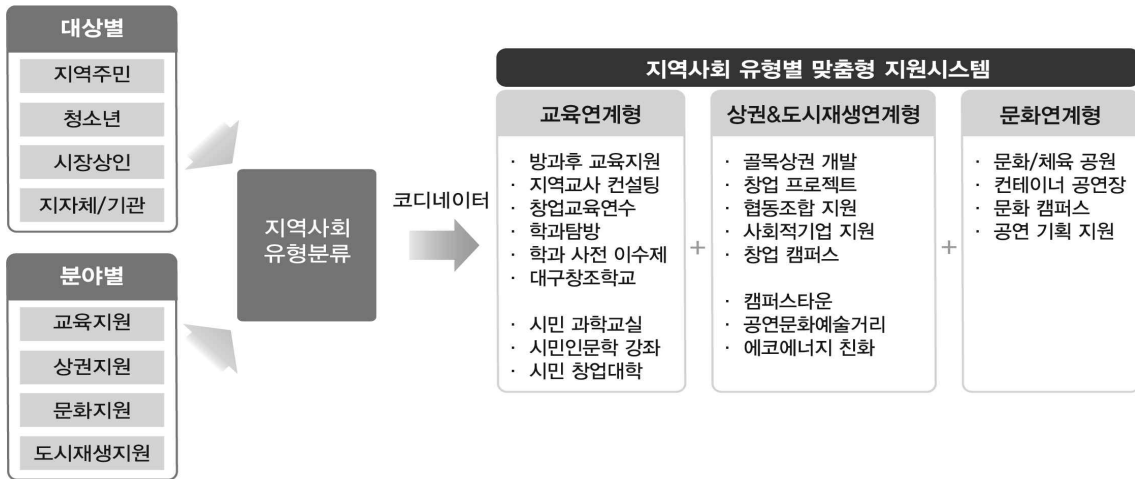 대상별
지역주민
청소년
시장상인
지자체/기관
분야별
교육지원
상권지원
문화지원
도시재생지원
지역사회
유형분류
코디네이터
지역사회 유형별 맞춤형 지원시스템
교육연계형
· 방과후 교육지원
· 지역교사 컨설팅
· 창업교육연수
· 학과탐방
· 학과 사전 이수제
· 대구창조학교
· 시민 과학교실
· 시민인문학 강좌
· 시민 창업대학
+
상권&도시재생연계형
· 골목상권 개발
· 창업 프로젝트
· 협동조합 지원
· 사회적기업 지원
· 창업 캠퍼스
· 캠퍼스타운
· 공연문화예술거리
· 에코에너지 친화
+
문화연계형
· 문화/체육 공원
· 컨테이너 공연장
· 문화 캠퍼스
· 공연 기획 지원